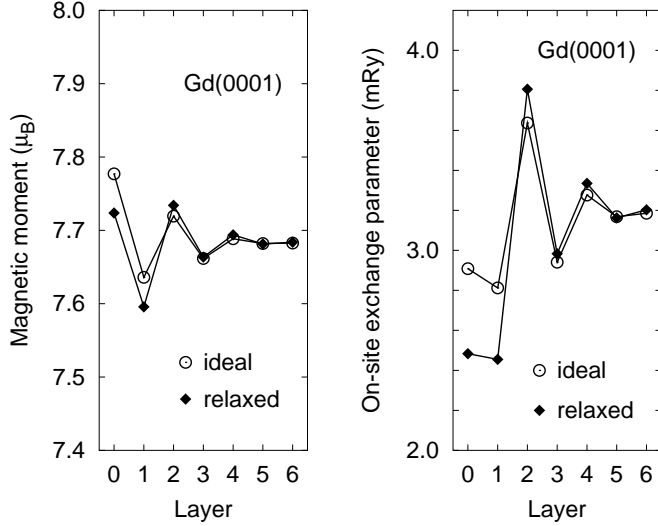 Magnetic moment (μB)
8.0
7.9
7.8
7.7
7.6
7.5
7.4
Gd(0001)
ideal
relaxed
0 1 2 3 4 5 6
Layer
On-site exchange parameter (mRy)
4.0
3.0
2.0
Gd(0001)
ideal
relaxed
0 1 2 3 4 5 6
Layer